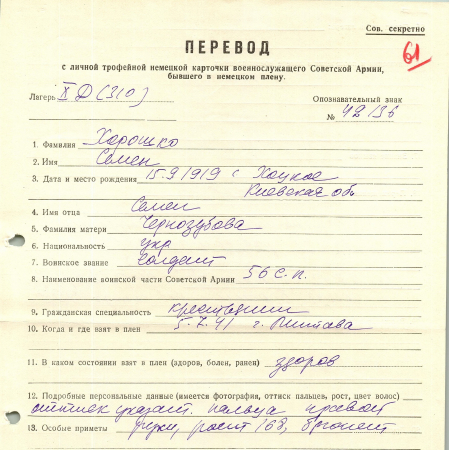 Сов. секретно
61
ПЕРЕВОД
с личной трофейной немецкой карточки военнослужащего Советской Армии,
бывшего в немецком плену.
Лагерь X Д (310) Опознавательный знак
№ 42136
1. Фамилия Хорошко
2. Имя Семен
3. Дата и место рождения 15.9.1919 г. Хоцкое
Киевская об.
4. Имя отца Семен
5. Фамилия матери Чернозубова
6. Национальность укр
7. Воинское звание солдат
8. Наименование воинской части Советской Армии 56 с.п.
9. Гражданская специальность крестьянин
10. Когда и где взят в плен 5.7.41 г.
11. В каком состоянии взят в плен (здоров, болен, ранен) здоров
12. Подробные персональные данные (имеется фотография, оттиск пальцев, рост, цвет волос)
оттиск указат. пальца правой
13. Особые приметы руки, рост 168,